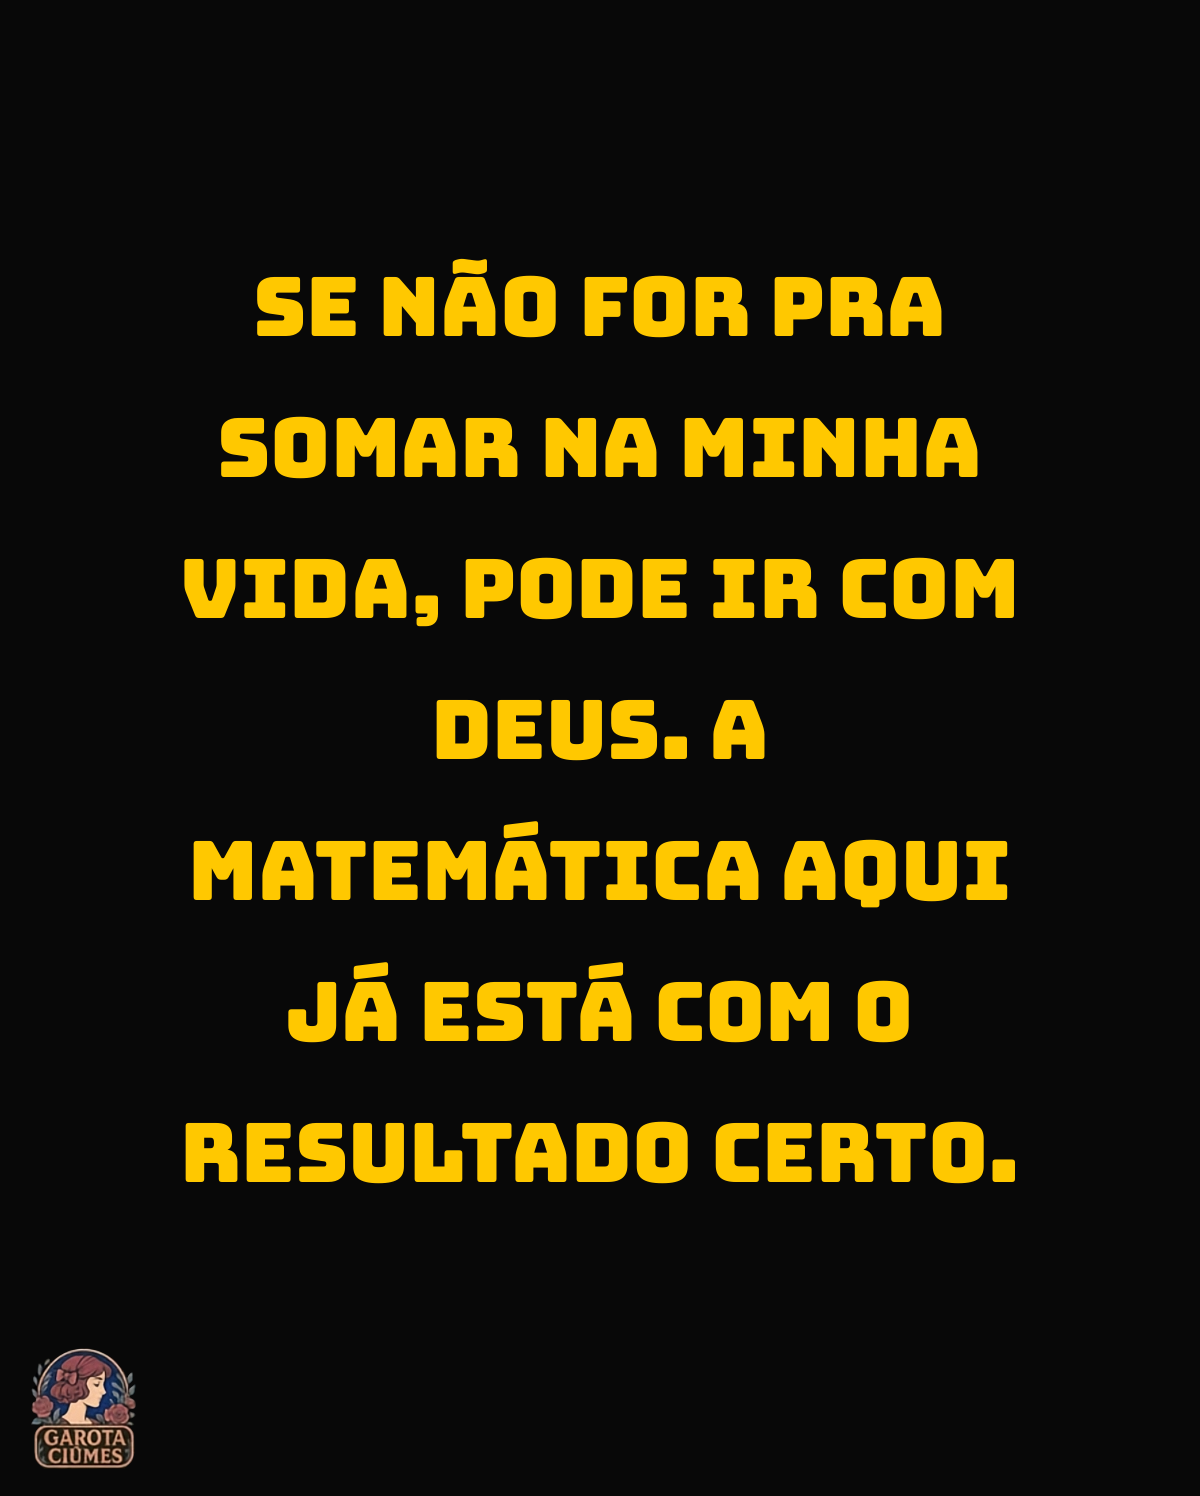 SE NÃO FOR PRA
SOMAR NA MINHA
VIDA, PODE IR COM
DEUS. A
MATEMÁTICA AQUI
JÁ ESTÁ COM O
RESULTADO CERTO.
GAROTA
CIÚMES